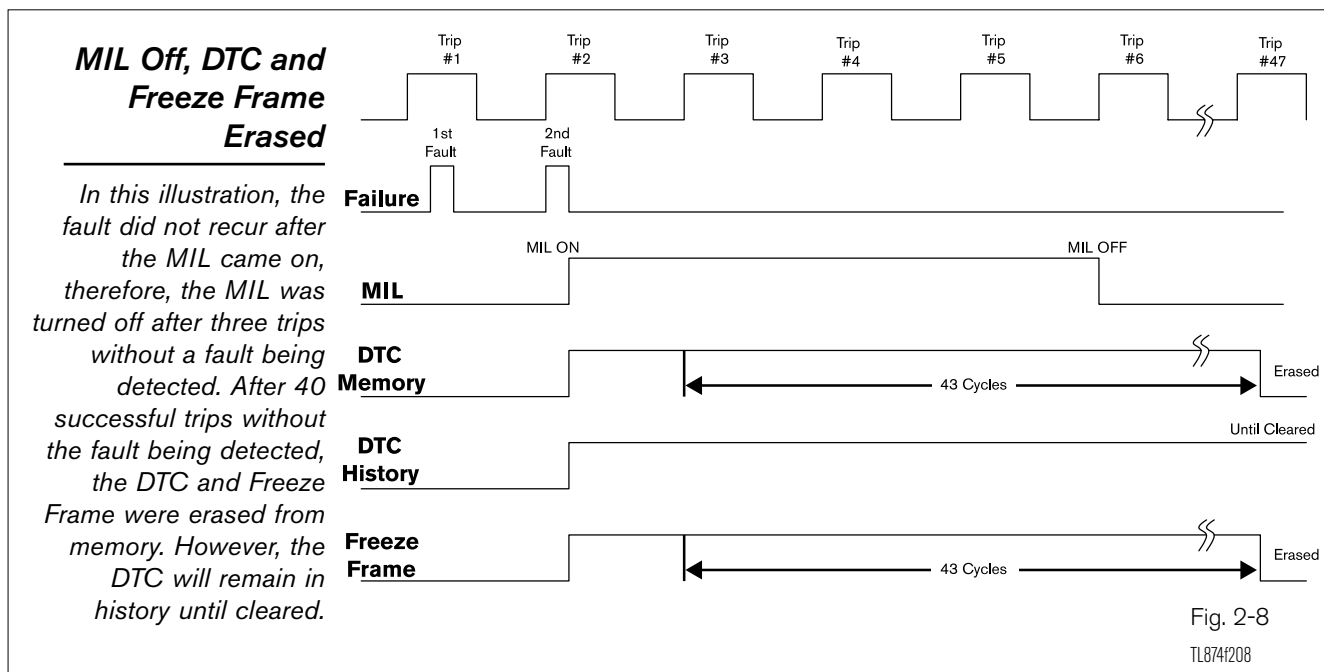 MIL Off, DTC and
Freeze Frame
Erased
In this illustration, the
fault did not recur after
the MIL came on,
therefore, the MIL was
turned off after three trips
without a fault being
detected. After 40
successful trips without
the fault being detected,
the DTC and Freeze
Frame were erased from
memory. However, the
DTC will remain in
history until cleared.
Trip
#1
Trip
#2
Trip
#3
Trip
#4
Trip
#5
Trip
#6
Trip
#47
1st
Fault
2nd
Fault
Failure
MIL ON
MIL OFF
MIL
DTC
Memory
43 Cycles
Erased
DTC
History
Until Cleared
Freeze
Frame
43 Cycles
Erased
Fig. 2-8
TL874f208